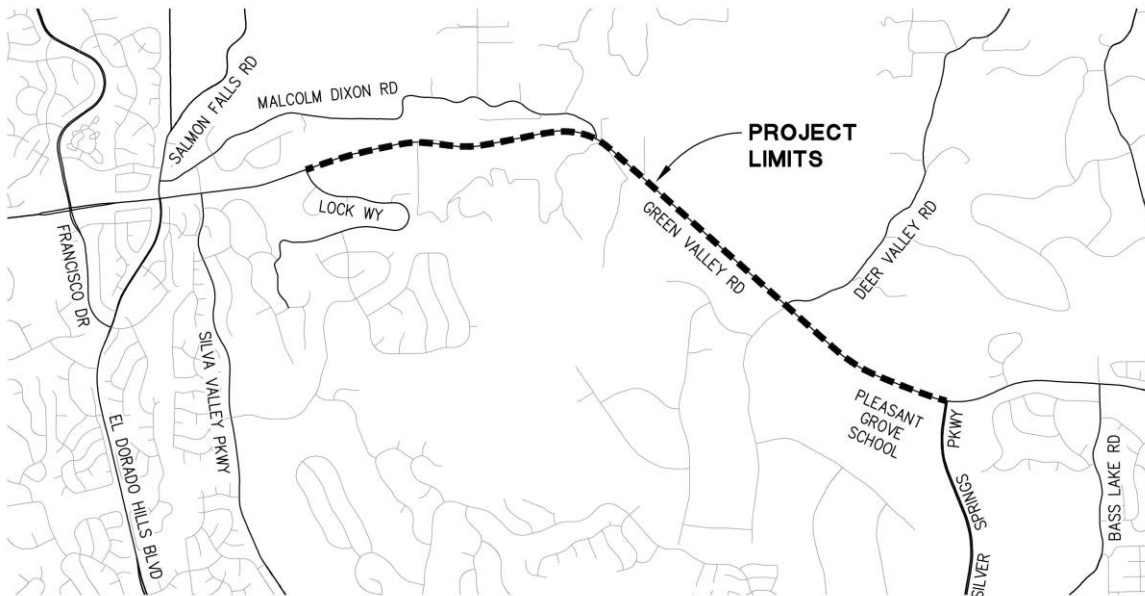 SALMON FALLS RD
MALCOLM DIXON RD
PROJECT
LIMITS
LOCK WY
GREEN VALLEY RD
DEER VALLEY RD
FRANCISCO DR
SILVA VALLEY PKWY
EL DORADO HILLS BLVD
PLEASANT
GROVE
SCHOOL
SILVER SPRINGS PKWY
BASS LAKE RD